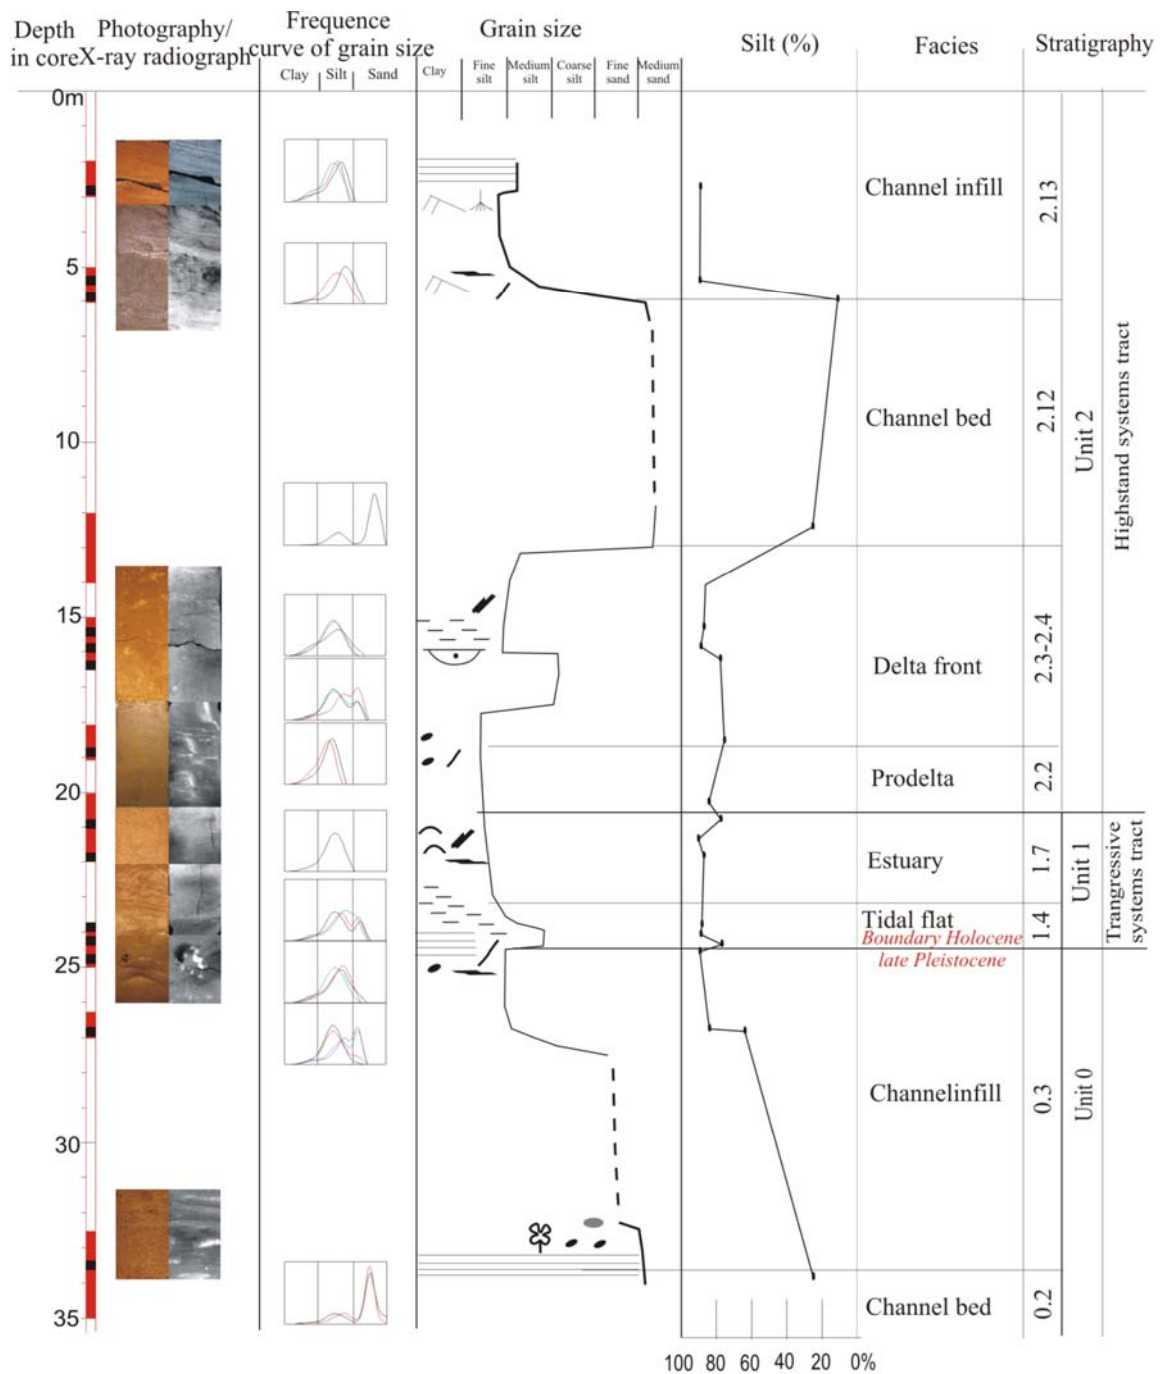 Depth
in core
Photography/
X-ray radiograph
Frequence
curve of grain size
Clay Silt Sand
Grain size
Clay
Fine
silt
Medium
silt
Coarse
silt
Fine
sand
Medium
sand
Silt (%)
Facies
Stratigraphy
0m
5
10
15
20
25
30
35
Channel infill
Channel bed
Delta front
Prodelta
Estuary
Tidal flat
Boundary Holocene
late Pleistocene
Channelinfill
Channel bed
2.13
2.12
2.3-2.4
2.2
1.7
1.4
0.3
0.2
Unit 2
Unit 1
Unit 0
Highstand systems tract
Trangressive
systems tract
100 80 60 40 20 0%